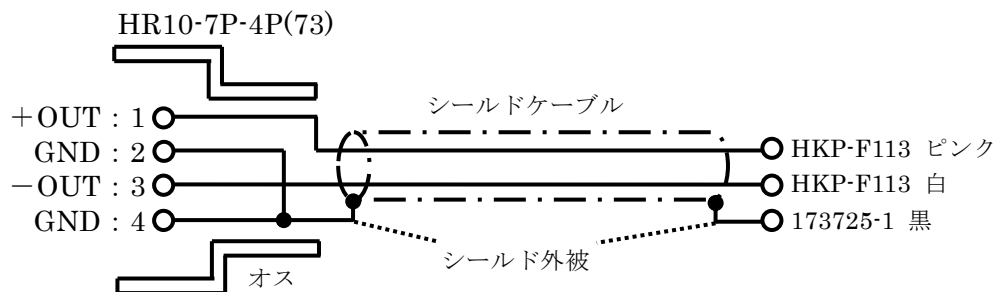 HR10-7P-4P(73)
シールドケーブル
+OUT:1
GND:2
−OUT:3
GND:4
HKP-F113 ピンク
HKP-F113 白
173725-1 黒
シールド外被
オス